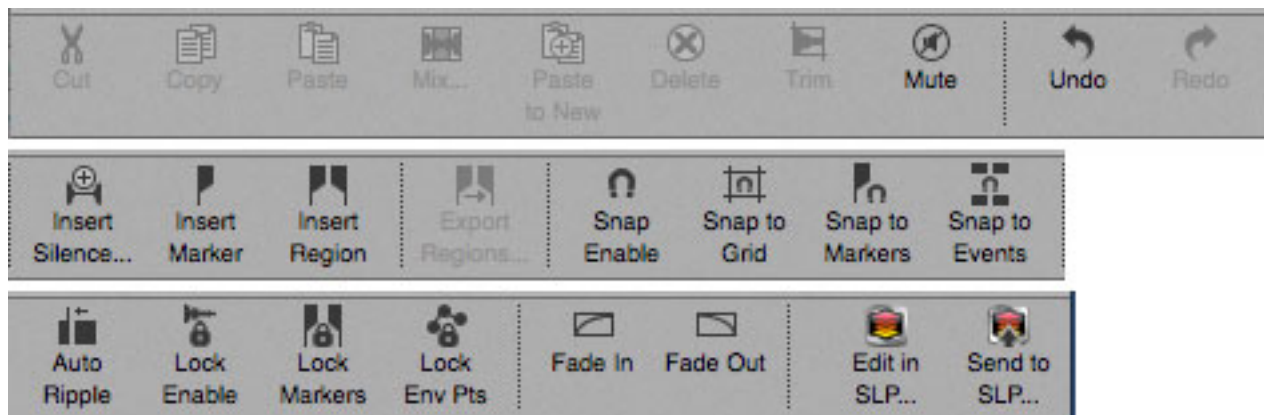 Cut Copy Paste Mix... Paste Delete Trim Mute Undo Redo
to New
Insert Insert Insert Export Snap Snap to Snap to Snap to
Silence... Marker Region Regions... Enable Grid Markers Events
Auto Lock Lock Lock Fade In Fade Out Edit in Send to
Ripple Enable Markers Env Pts SLP... SLP...